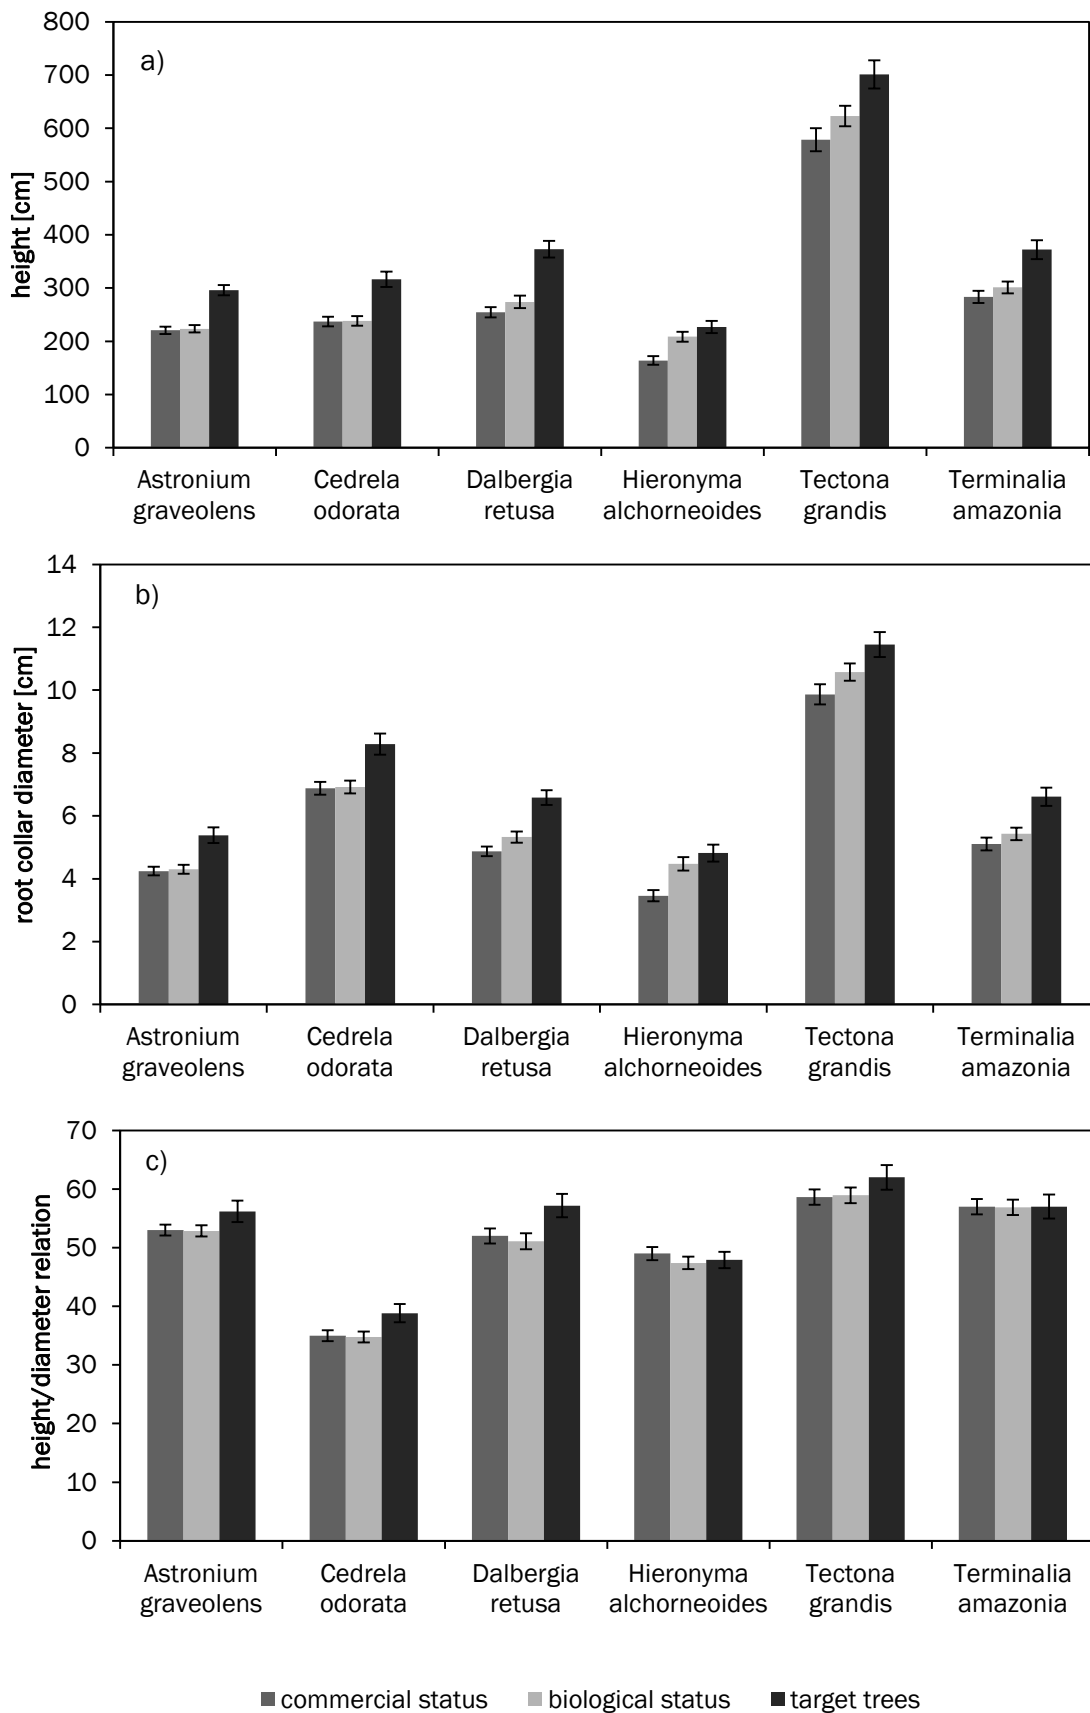 800
a)
700
600
500
400
300
200
100
0
height [cm]
Astronium graveolens
Cedrela odorata
Dalbergia retusa
Hieronyma alchorneoides
Tectona grandis
Terminalia amazonia
14
b)
12
10
8
6
4
2
0
root collar diameter [cm]
Astronium graveolens
Cedrela odorata
Dalbergia retusa
Hieronyma alchorneoides
Tectona grandis
Terminalia amazonia
70
c)
60
50
40
30
20
10
0
height/diameter relation
Astronium graveolens
Cedrela odorata
Dalbergia retusa
Hieronyma alchorneoides
Tectona grandis
Terminalia amazonia
commercial status biological status target trees